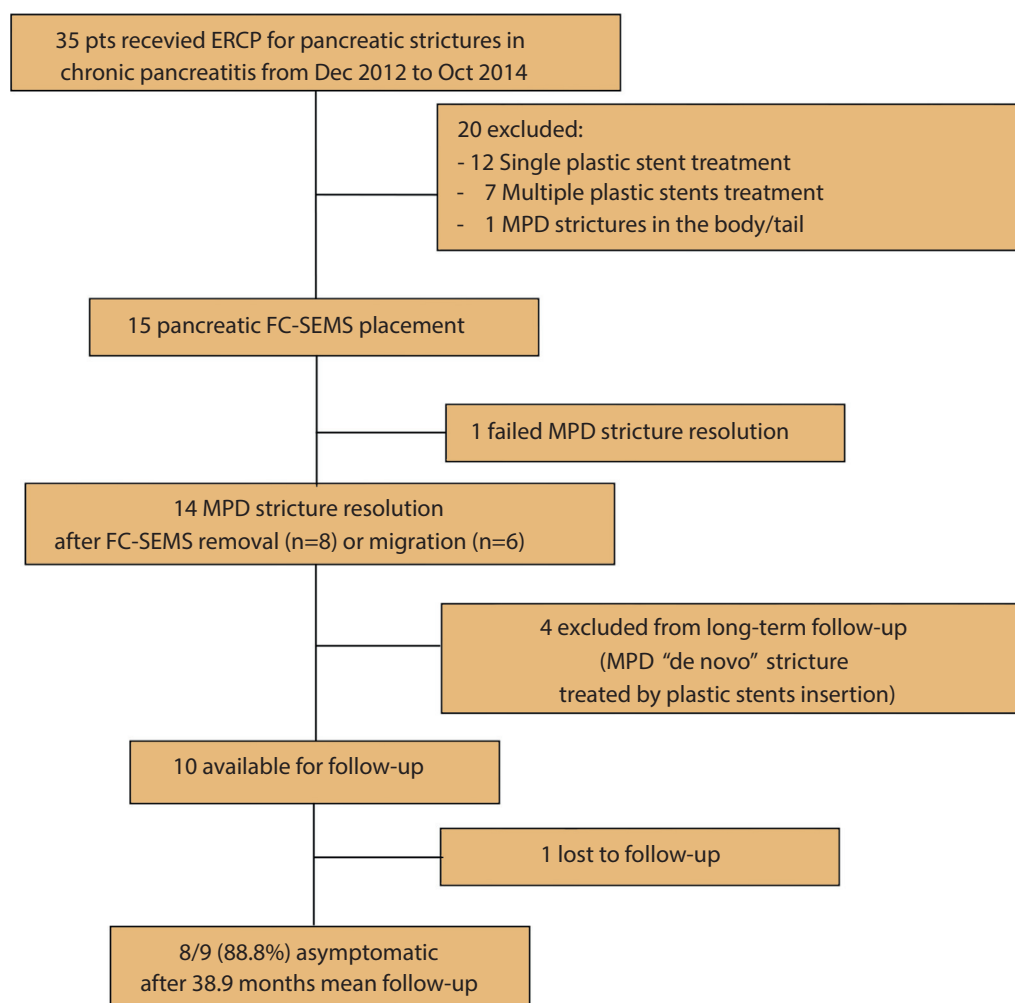 35 pts recevied ERCP for pancreatic strictures in
chronic pancreatitis from Dec 2012 to Oct 2014
20 excluded:
- 12 Single plastic stent treatment
- 7 Multiple plastic stents treatment
- 1 MPD strictures in the body/tail
15 pancreatic FC-SEMS placement
1 failed MPD stricture resolution
14 MPD stricture resolution
after FC-SEMS removal (n=8) or migration (n=6)
4 excluded from long-term follow-up
(MPD “de novo” stricture
treated by plastic stents insertion)
10 available for follow-up
1 lost to follow-up
8/9 (88.8%) asymptomatic
after 38.9 months mean follow-up